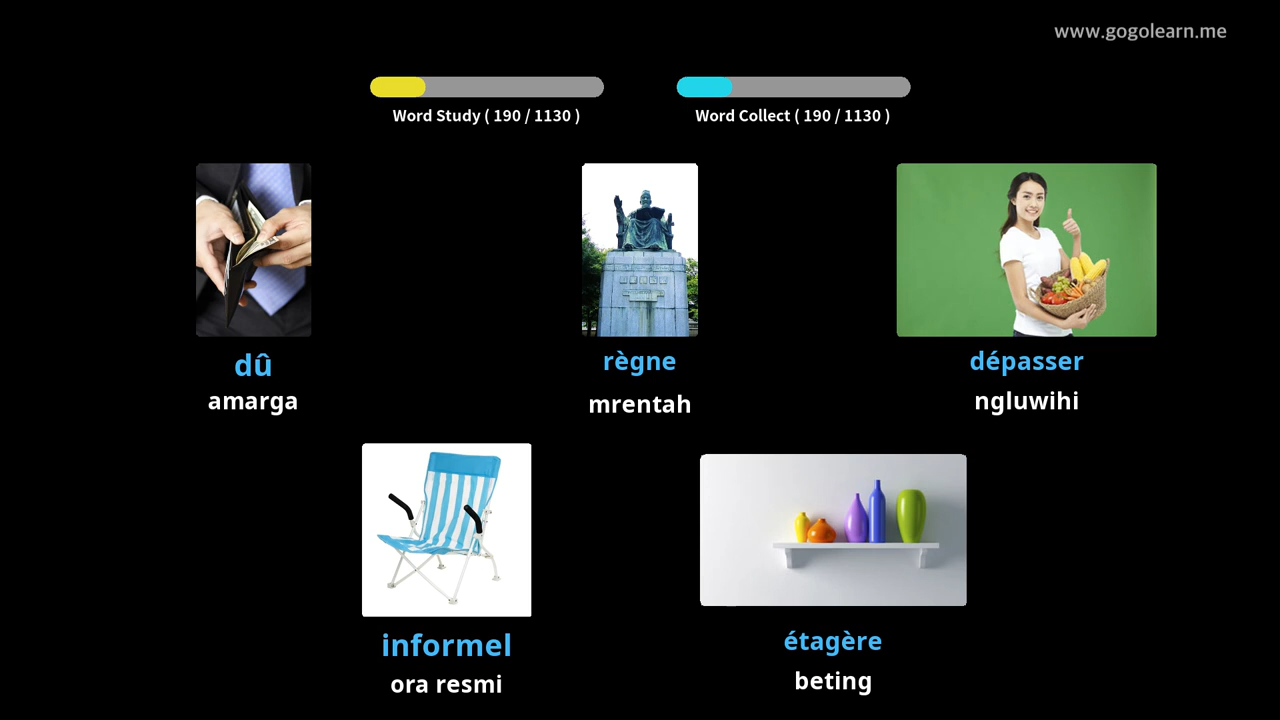 www.gogolearn.me
Word Study ( 190 / 1130 )
Word Collect ( 190 / 1130 )
dû
amarga
règne
mrentah
dépasser
ngluwihi
informel
ora resmi
étagère
beting